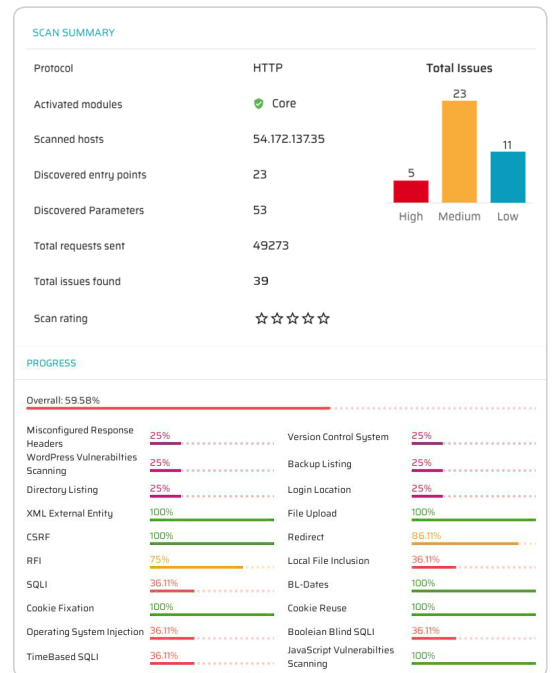 SCAN SUMMARY
Protocol HTTP
Total Issues
Activated modules Core
Scanned hosts 54.172.137.35
Discovered entry points 23
Discovered Parameters 53
Total requests sent 49273
Total issues found 39
Scan rating
23
11
5
High Medium Low
PROGRESS
Overrall: 59.58%
Misconfigured Response
Headers 25%
Version Control System 25%
WordPress Vulnerabilties
Scanning 25%
Backup Listing 25%
Directory Listing 25%
Login Location 25%
XML External Entity 100%
File Upload 100%
CSRF 100%
Redirect 86.11%
RFI 75%
Local File Inclusion 36.11%
SQLI 36.11%
BL-Dates 100%
Cookie Fixation 100%
Cookie Reuse 100%
Operating System Injection 36.11%
Booleian Blind SQLI 36.11%
TimeBased SQLI 36.11%
JavaScript Vulnerabilties
Scanning 100%